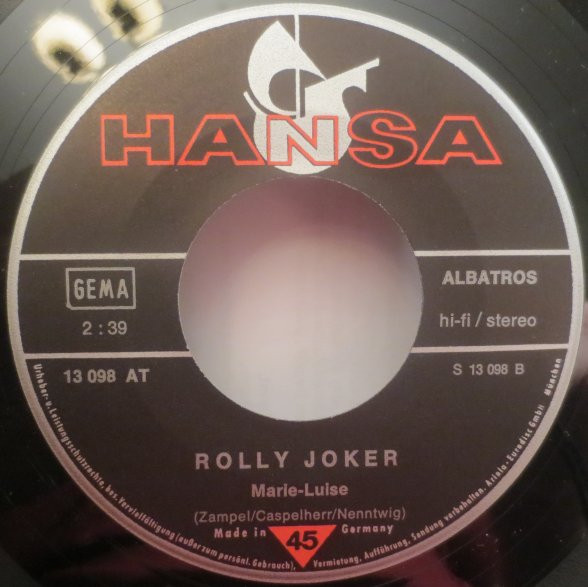 HANSA
GEMA
2 : 39
13 098 AT
ALBATROS
hi-fi / stereo
S 13 098 B
ROLLY JOKER
Marie-Luise
(Zampel/Caspelherr/Nenntwig)
Made in Germany
45
Urheber- u. Leistungsschutzrechte, bes. Vervielfältigung (außer zum persönl. Gebrauch), Vermietung, Aufführung, Sendung vorbehalten. Ariola-Eurodisc GmbH München